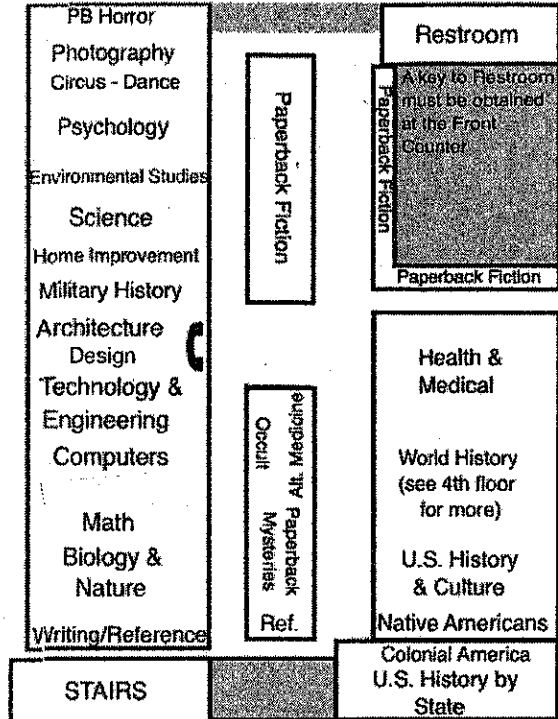 PB Horror
Photography
Circus - Dance
Psychology
Environmental Studies
Science
Home Improvement
Military History
Architecture
Design
Technology &
Engineering
Computers
Math
Biology &
Nature
Writing/Reference
STAIRS
Paperback Fiction
Alt. Medicine
Occult
Paperback
Mysteries
Ref.
Restroom
A key to Restroom
must be obtained
at the Front
Counter
Paperback Fiction
Paperback Fiction
Health &
Medical
World History
(see 4th floor
for more)
U.S. History
& Culture
Native Americans
Colonial America
U.S. History by
State